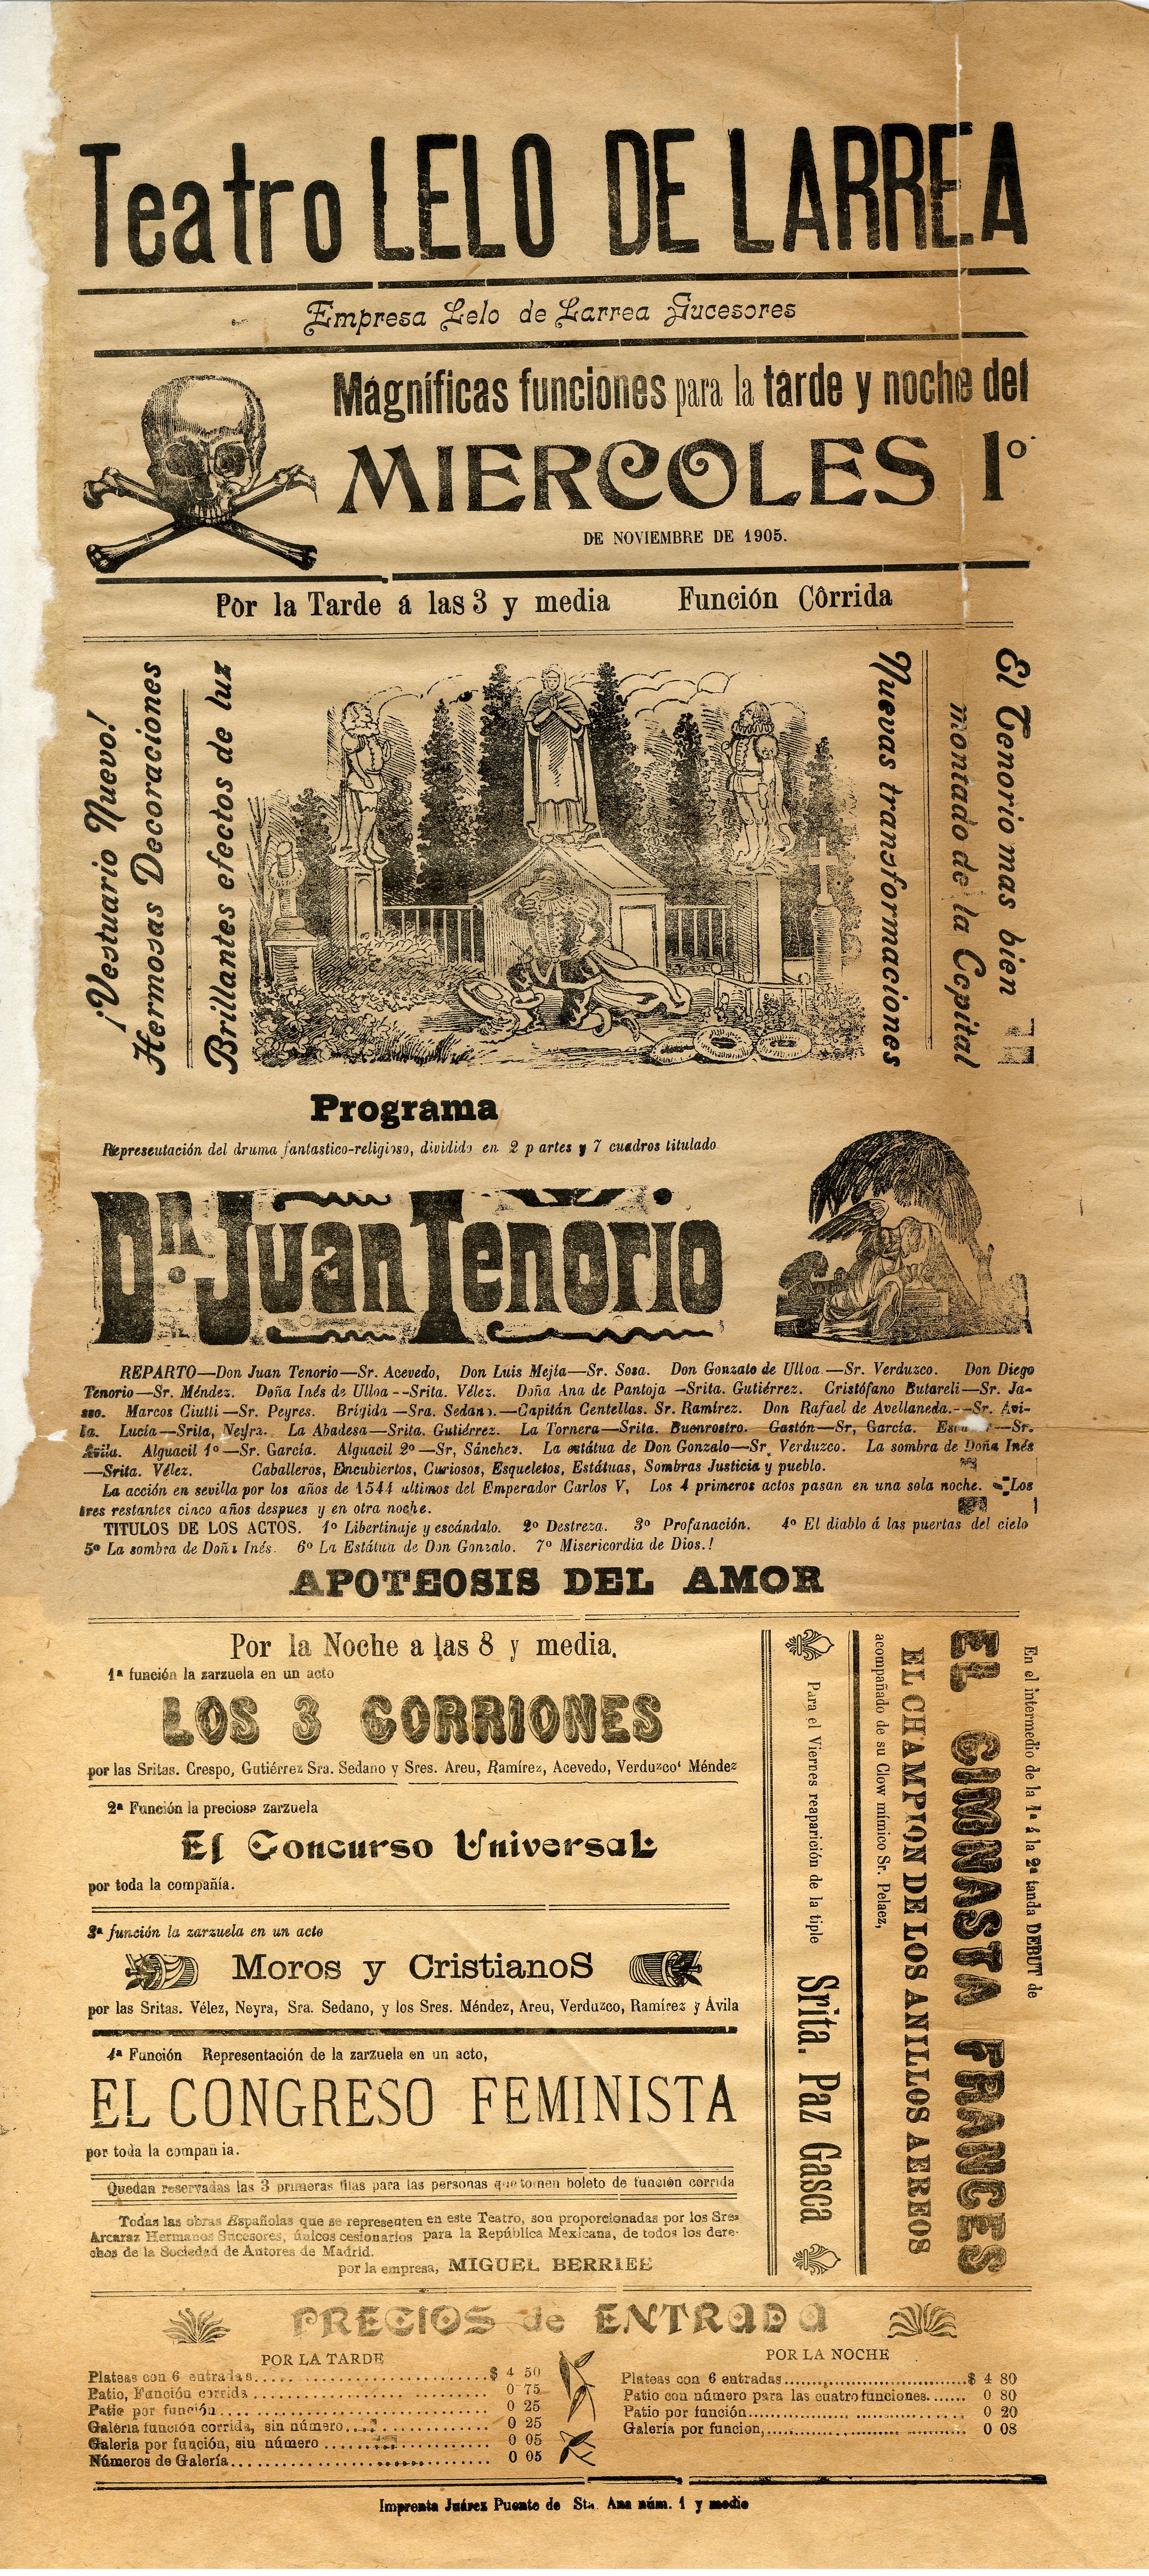 Teatro LELO DE LARREA
Empresa Lelo de Larrea Sucesores
Magníficas funciones para la tarde y noche del
MIERCOLES 1º
DE NOVIEMBRE DE 1905.
Pòr la Tarde á las 3 y media Función Côrrida
¡Vestuario Nuevo!
Hermosas Decoraciones
Brillantes efectos de luz
Nuevas transformaciones
El Tenorio mas bien
montado de la Ccpital
Programa
Represeutación del druma fantastico-religioso, dividido en 2 p artes y 7 cuadros titulado
Dn. Juan Tenorio
REPARTO—Don Juan Tenorio—Sr. Acevedo, Don Luis Mejía—Sr. Sosa. Don Gonzalo de Ulloa.—Sr. Verduzco. Don Diego
Tenorio—Sr. Méndez. Doña Inés de Ulloa--Srita. Vélez. Doña Ana de Pantoja —Srita. Gutiérrez. Cristófano Butareli—Sr. Ja-
sso. Marcos Ciutti—Sr. Peyres. Brígida —Sra. Sedano.—Capitán Centellas. Sr. Ramírez. Don Rafael de Avellaneda.--Sr. Avi-
la. Lucía—Srita, Neyra. La Abadesa—Srita. Gutiérrez. La Tornera—Srita. Buenrostro. Gastón—Sr, García. —Sr.
Avila. Alguacil 1º—Sr. García. Alguacil 2º—Sr, Sánchez. La estátua de Don Gonzalo—Sr. Verduzco. La sombra de Doña Inés
—Srita. Vélez. Caballeros, Encubiertos, Curiosos, Esqueletos, Estátuas, Sombras Justicia y pueblo.
La acción en sevilla por los años de 1544 ultimos del Emperador Carlos V, Los 4 primeros actos pasan en una sola noche. Los
tres restantes cinco años despues y en otra noche.
TITULOS DE LOS ACTOS. 1º Libertinaje y escándalo. 2º Destreza. 3º Profanación. 4º El diablo á las puertas del cielo
5º La sombra de Doña Inés. 6º La Estátua de Don Gonzalo. 7º Misericordia de Dios.!
APOTEOSIS DEL AMOR
Por la Noche a las 8 y media.
1ª función la zarzuela en un acto
LOS 3 GORRIONES
por las Sritas. Crespo, Gutiérrez Sra. Sedano y Sres. Areu, Ramírez, Acevedo, Verduzco' Méndez
2ª Función la preciosa zarzuela
El Concurso Universal
por toda la compañía.
3ª función la zarzuela en un acto
Moros y CristianoS
por las Sritas. Vélez, Neyra, Sra. Sedano, y los Sres. Méndez, Areu, Verduzco, Ramírez y Ávila
4ª Función Representación de la zarzuela en un acto,
EL CONGRESO FEMINISTA
por toda la compan ia.
Quedan reservadas las 3 primeras filas para las personas que tomen boleto de función corrida
Todas las obras Españolas que se representen en este Teatro, son proporcionadas por los Sres
Arcaraz Hermanos Sucesores, únicos cesionarios para la República Mexicana, de todos los dere-
chos de la Sociedad de Autores de Madrid.
por la empresa, MIGUEL BERRIEE
En el intermedio de la 1ª á la 2ª tanda DEBUT de
EL GIMNASTA FRANCES
EL CHAMPION DE LOS ANILLOS AEREOS
acompañado de su Clow mímico Sr. Pelaez,
Para el Viernes reaparición de la tiple Srita. Paz Gasca
PRECIOS de ENTRADA
POR LA TARDE
Plateas con 6 entradas $ 4 50
Patio, Función corrida 0 75
Patio por función 0 25
Galería función corrida, sin número 0 25
Galeria por función, siu número 0 05
Números de Galería 0 05
POR LA NOCHE
Plateas con 6 entradas $ 4 80
Patio con número para las cuatro funciones 0 80
Patio por función 0 20
Galeria por funcion, 0 08
Imprenta Juárez Puente de Sta. Ana núm. 1 y medio